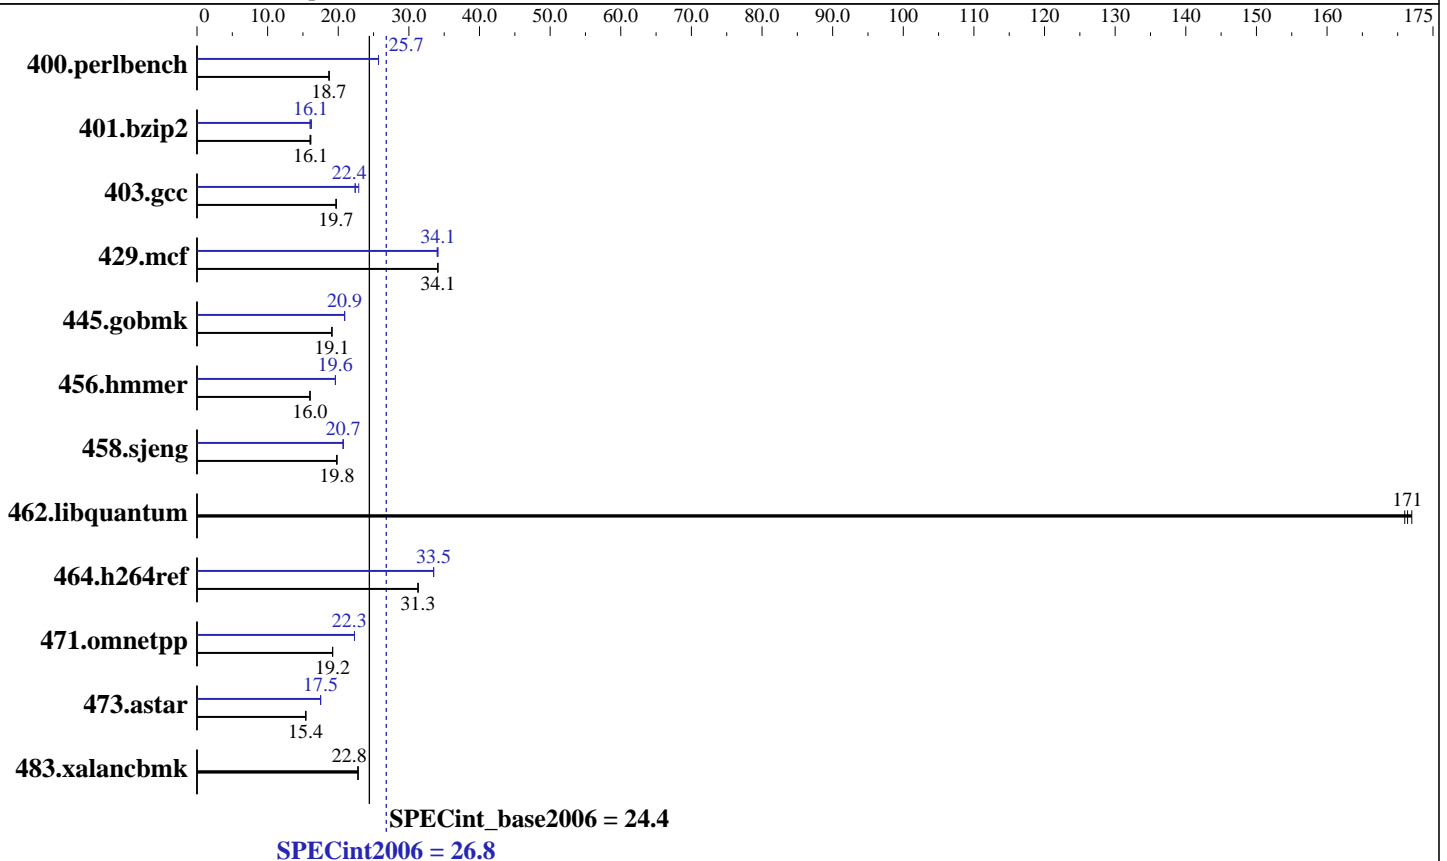 0 10.0 20.0 30.0 40.0 50.0 60.0 70.0 80.0 90.0 100 110 120 130 140 150 160 175
25.7
400.perlbench
18.7
16.1
401.bzip2
16.1
22.4
403.gcc
19.7
34.1
429.mcf
34.1
20.9
445.gobmk
19.1
19.6
456.hmmer
16.0
20.7
458.sjeng
19.8
171
462.libquantum
33.5
464.h264ref
31.3
22.3
471.omnetpp
19.2
17.5
473.astar
15.4
22.8
483.xalancbmk
SPECint_base2006 = 24.4
SPECint2006 = 26.8